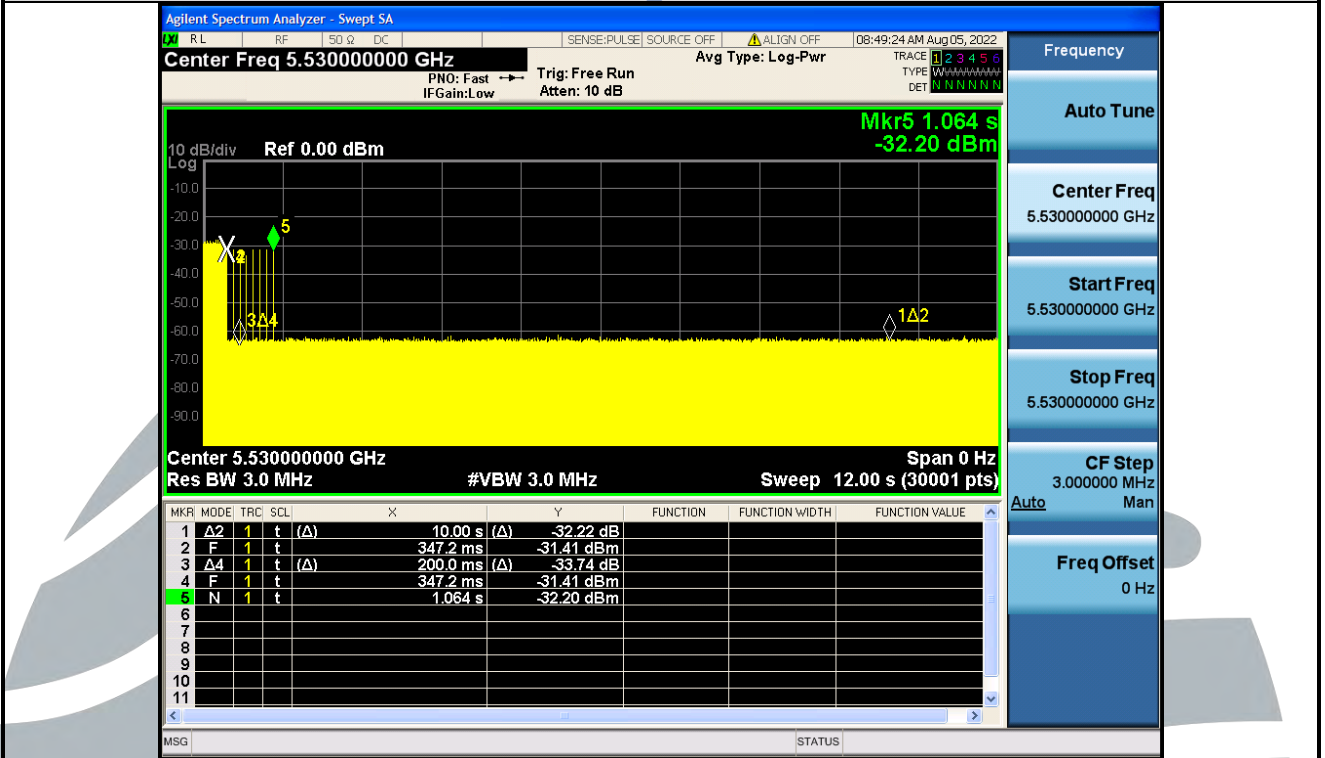 Agilent Spectrum Analyzer - Swept SA
LXI RL RF 50 Ω DC SENSE:PULSE SOURCE OFF ALIGN OFF 08:49:24 AM Aug 05, 2022
Center Freq 5.530000000 GHz Avg Type: Log-Pwr TRACE 1 2 3 4 5 6
PNO: Fast Trig: Free Run TYPE W
IFGain:Low Atten: 10 dB DET N N N N N N
Mkr5 1.064 s
-32.20 dBm
10 dB/div Ref 0.00 dBm
Log
-10.0
-20.0
5
-30.0
2
-40.0
-50.0
3Δ4 1Δ2
-60.0
-70.0
-80.0
-90.0
Center 5.530000000 GHz Span 0 Hz
Res BW 3.0 MHz #VBW 3.0 MHz Sweep 12.00 s (30001 pts)
MKR MODE TRC SCL X Y FUNCTION FUNCTION WIDTH FUNCTION VALUE
1 Δ2 1 t (Δ) 10.00 s (Δ) -32.22 dB
2 F 1 t 347.2 ms -31.41 dBm
3 Δ4 1 t (Δ) 200.0 ms (Δ) -33.74 dB
4 F 1 t 347.2 ms -31.41 dBm
5 N 1 t 1.064 s -32.20 dBm
6
7
8
9
10
11
MSG STATUS
Frequency
Auto Tune
Center Freq
5.530000000 GHz
Start Freq
5.530000000 GHz
Stop Freq
5.530000000 GHz
CF Step
3.000000 MHz
Auto Man
Freq Offset
0 Hz